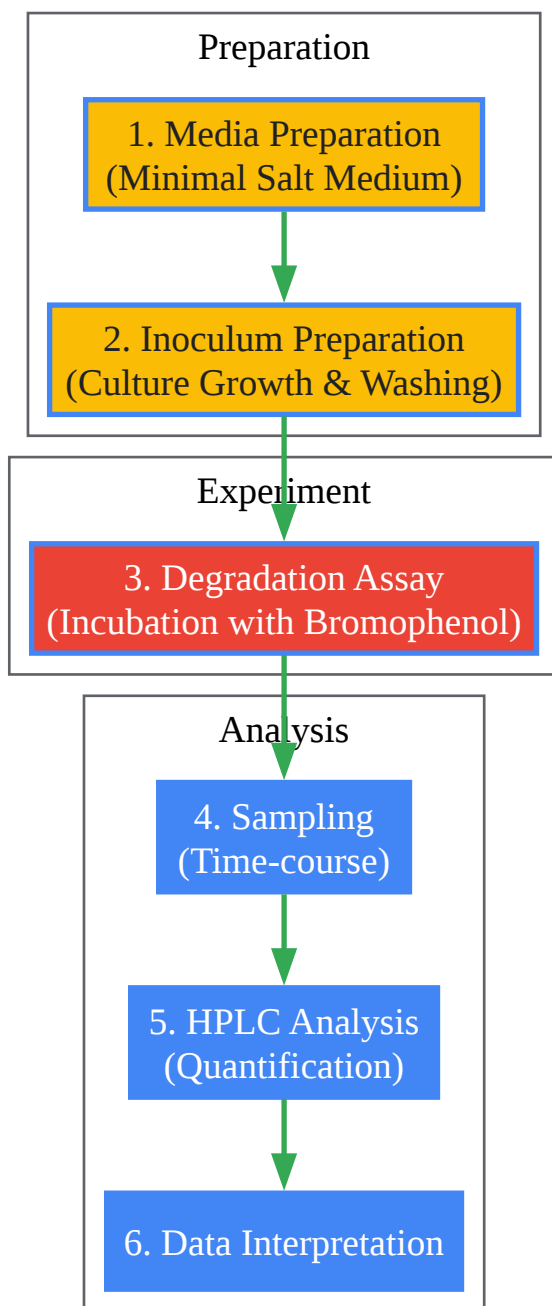 Preparation
1. Media Preparation
(Minimal Salt Medium)
2. Inoculum Preparation
(Culture Growth & Washing)
Experiment
3. Degradation Assay
(Incubation with Bromophenol)
Analysis
4. Sampling
(Time-course)
5. HPLC Analysis
(Quantification)
6. Data Interpretation